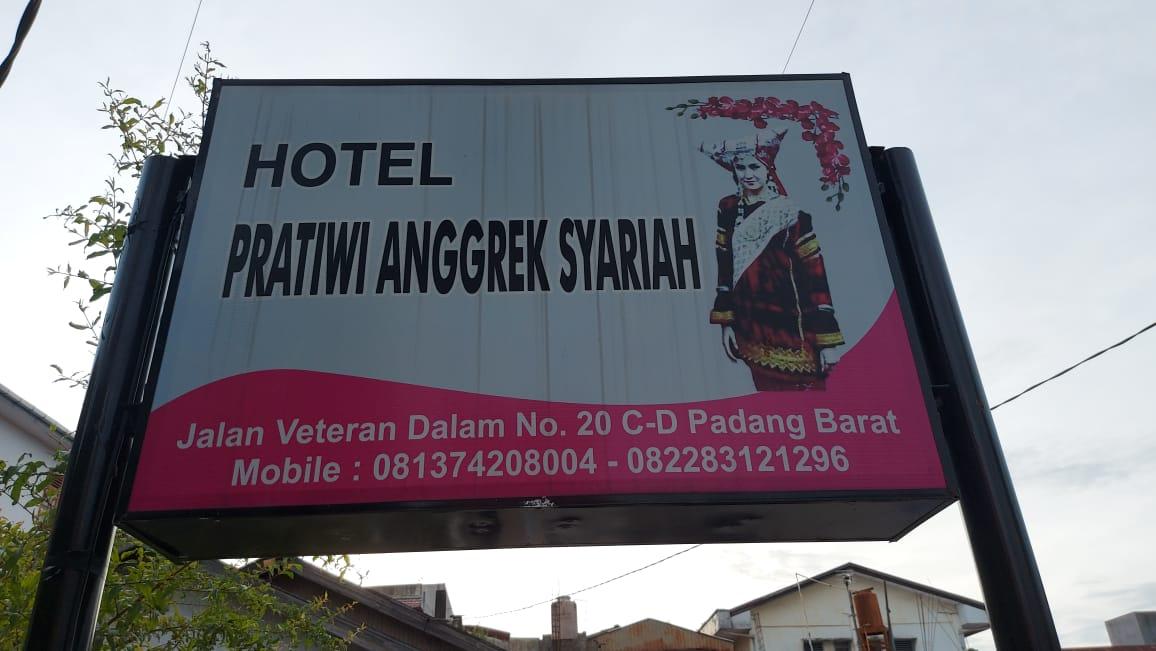 HOTEL
PRATIWI ANGGREK SYARIAH
Jalan Veteran Dalam No. 20 C-D Padang Barat
Mobile : 081374208004 - 082283121296